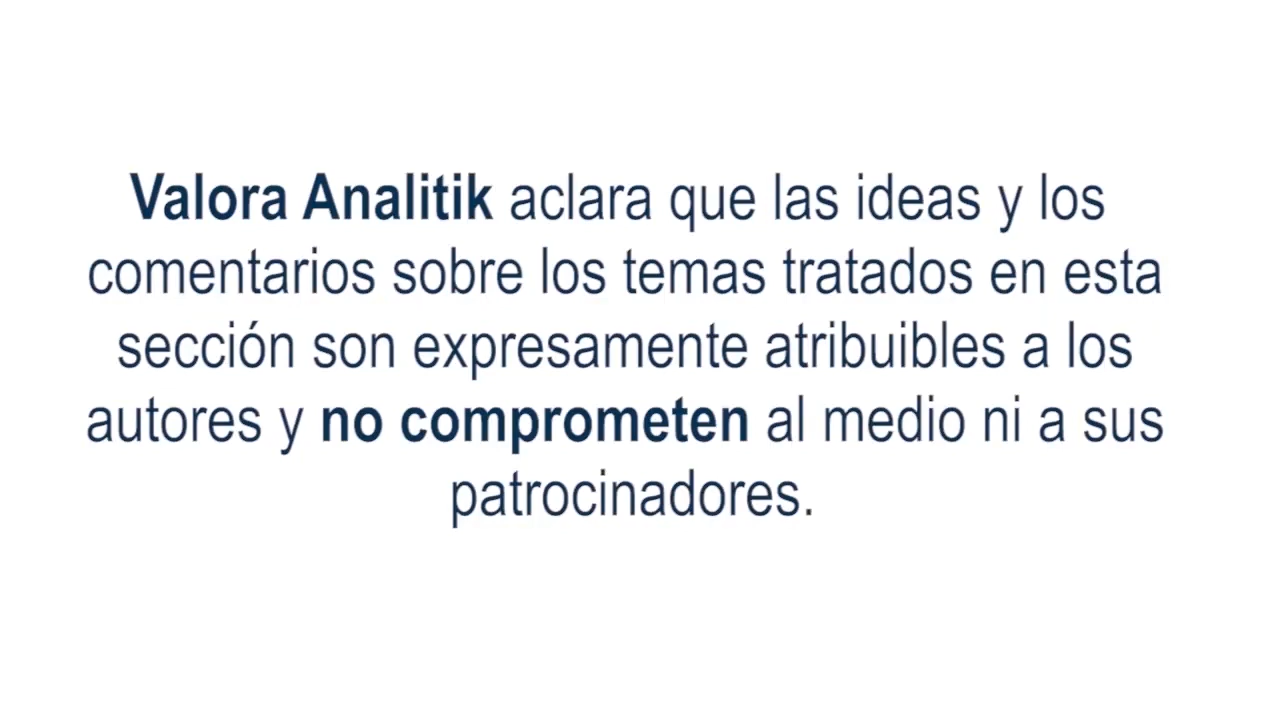 Valora Analitik aclara que las ideas y los
comentarios sobre los temas tratados en esta
sección son expresamente atribuibles a los
autores y no comprometen al medio ni a sus
patrocinadores.